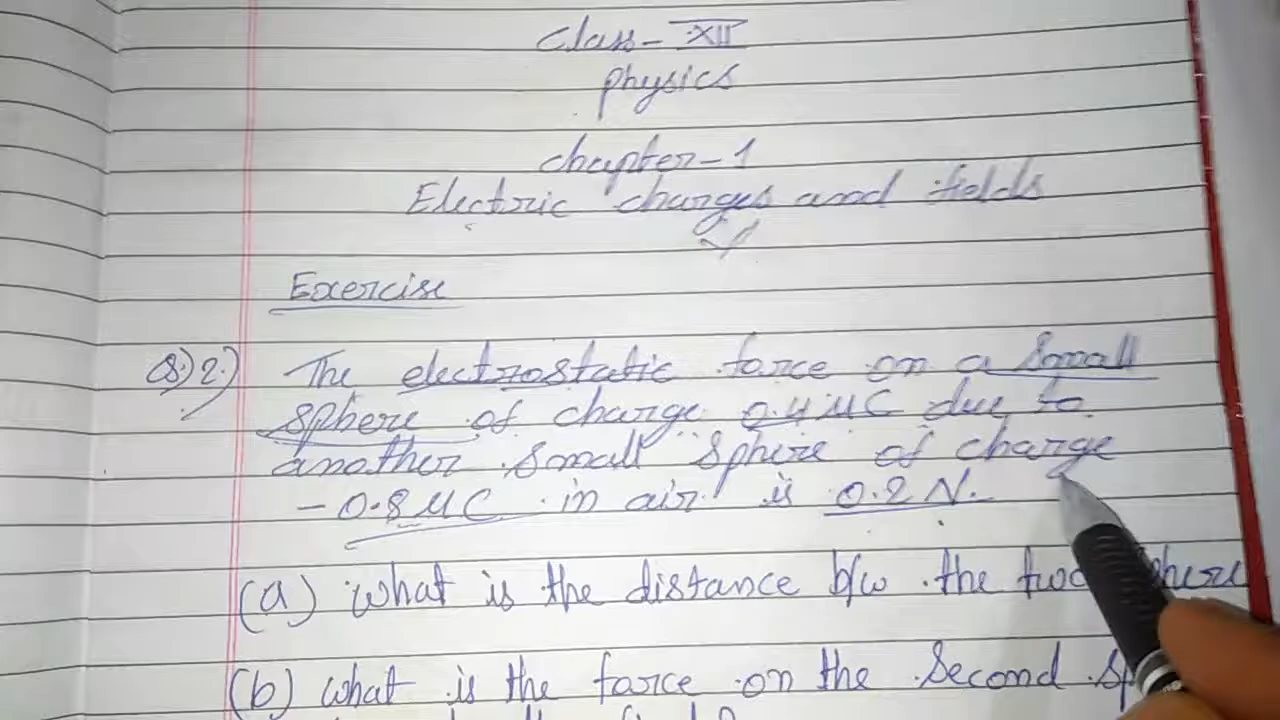 Class - XII
physics
chapter - 1
Electric charges and fields
Exercise
Q.2.) The electrostatic force on a small
sphere of charge 0.4 μC due to
another small sphere of charge
- 0.8 μC in air is 0.2 N.
(a) what is the distance b/w the two
(b) what is the force on the second